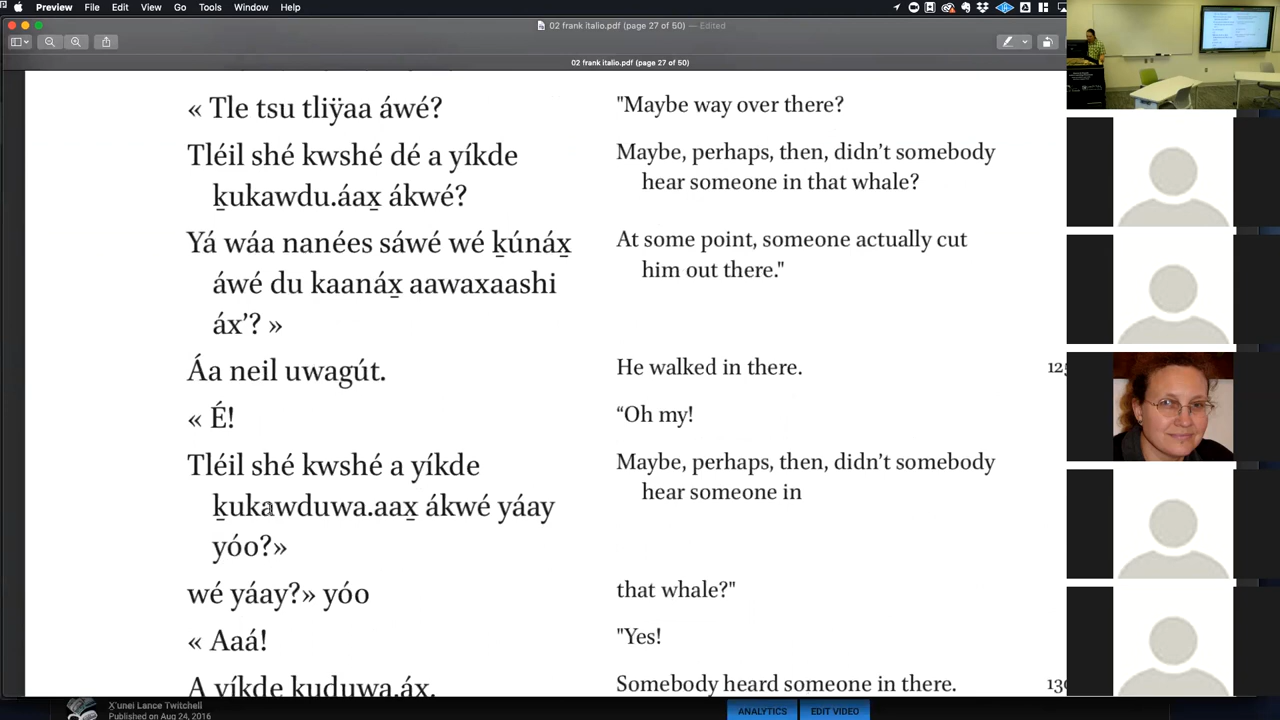 Preview File Edit View Go Tools Window Help
02 frank italio.pdf (page 27 of 50) — Edited
02 frank italio.pdf (page 27 of 50)
« Tle tsu tliÿaa áwé?
"Maybe way over there?
Tléil shé kwshé dé a yíkde
ḵukawdu.áax̱ ákwé?
Maybe, perhaps, then, didn't somebody
hear someone in that whale?
Yá wáa nanées sáwé wé ḵúnáx̱
áwé du kaanáx̱ aawaxaashi
áx'? »
At some point, someone actually cut
him out there."
Áa neil uwagút.
He walked in there.
« É!
“Oh my!
Tléil shé kwshé a yíkde
ḵukawduwa.aax̱ ákwé yáay
yóo?»
Maybe, perhaps, then, didn't somebody
hear someone in
wé yáay?» yóo
that whale?"
« Aaá!
"Yes!
A yíkde ḵuduwa.áx̱.
Somebody heard someone in there.
X̱'unei Lance Twitchell
Published on Aug 24, 2016
ANALYTICS
EDIT VIDEO